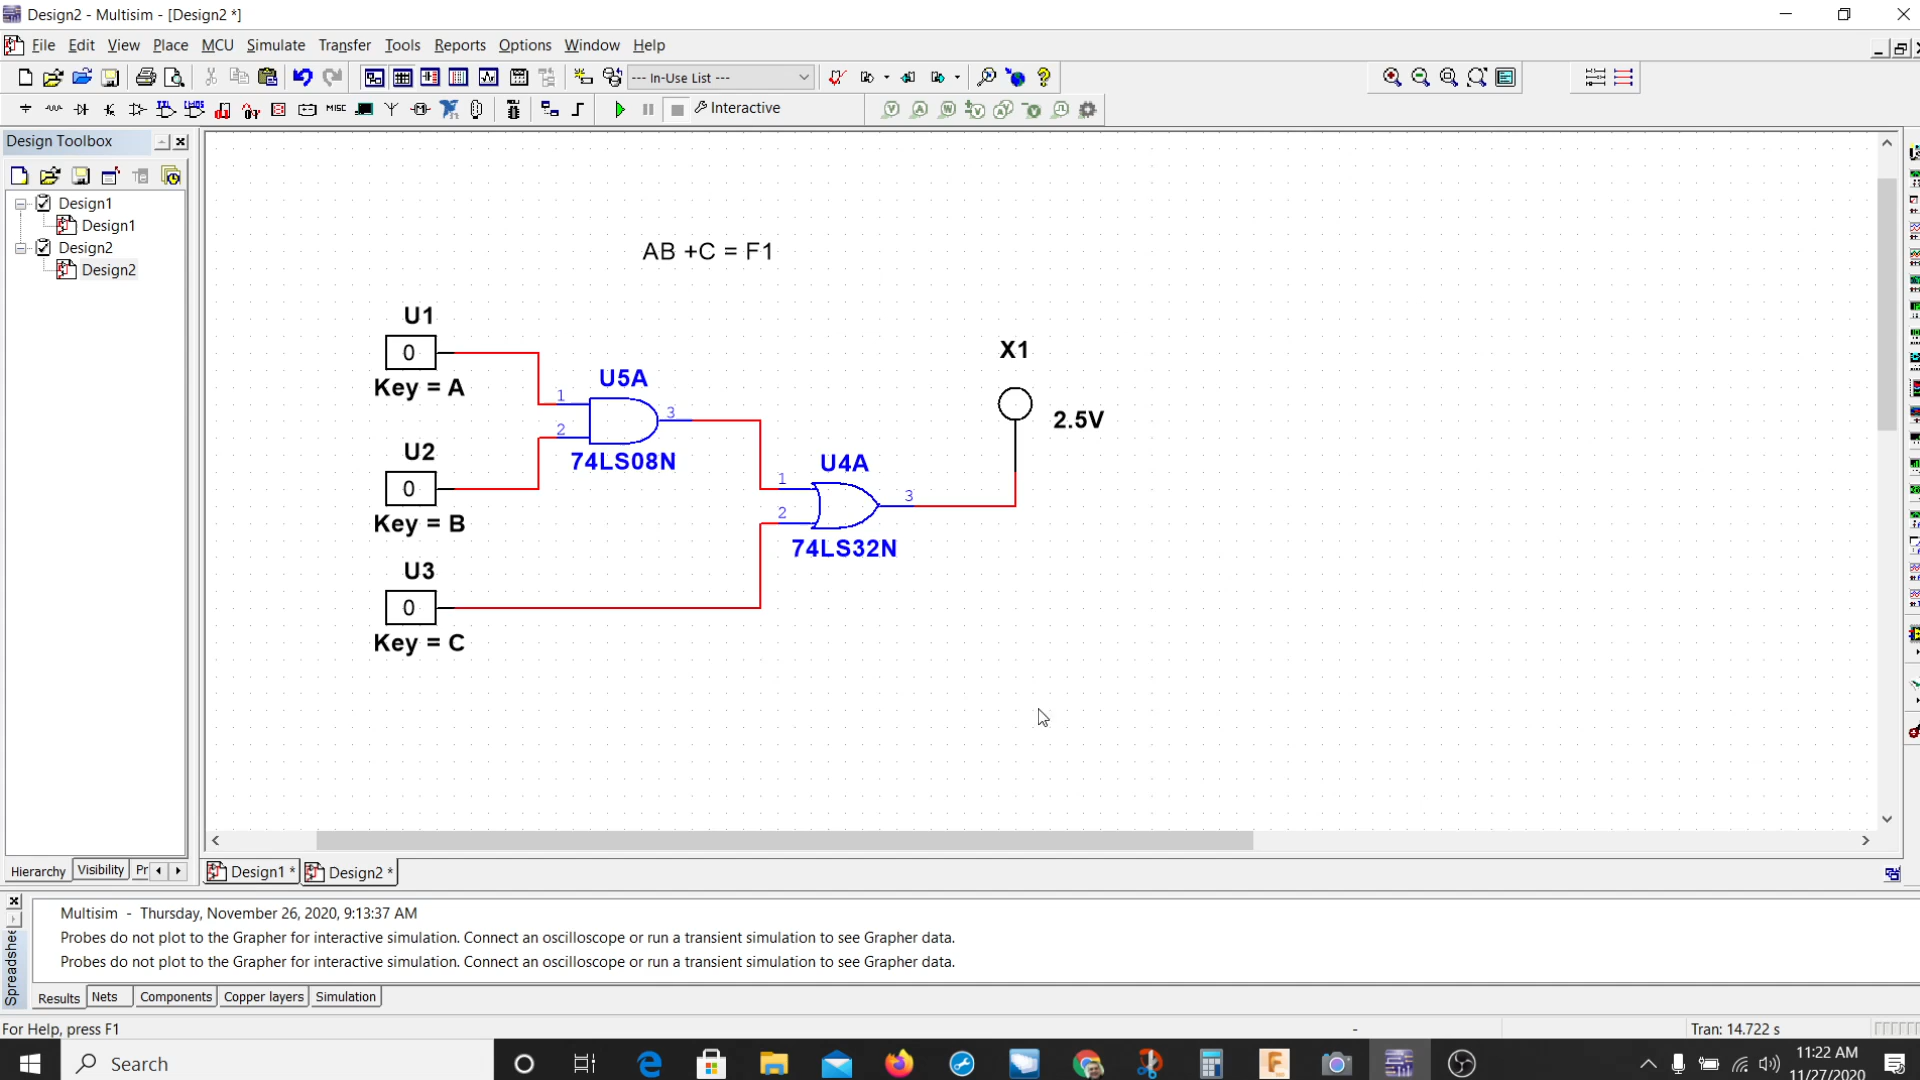 Design2 - Multisim - [Design2 *]
File Edit View Place MCU Simulate Transfer Tools Reports Options Window Help
--- In-Use List ---
MISC
Interactive
Design Toolbox
Design1
Design1
Design2
Design2
AB +C = F1
U1
0
Key = A
U5A
1
2
3
74LS08N
U2
0
Key = B
U3
0
Key = C
U4A
1
2
3
74LS32N
X1
2.5V
Hierarchy Visibility Pr
Design1 * Design2 *
Multisim - Thursday, November 26, 2020, 9:13:37 AM
Probes do not plot to the Grapher for interactive simulation. Connect an oscilloscope or run a transient simulation to see Grapher data.
Probes do not plot to the Grapher for interactive simulation. Connect an oscilloscope or run a transient simulation to see Grapher data.
Results Nets Components Copper layers Simulation
For Help, press F1
-
Tran: 14.722 s
Search
11:22 AM
11/27/2020